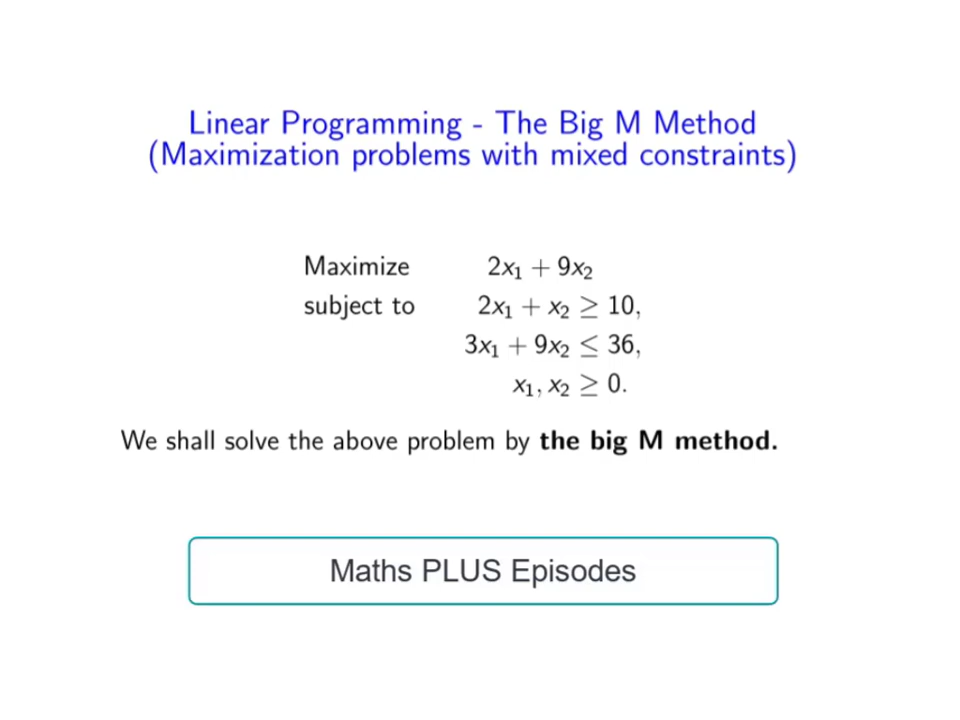 Linear Programming - The Big M Method
(Maximization problems with mixed constraints)
Maximize 2x₁ + 9x₂
subject to 2x₁ + x₂ ≥ 10,
3x₁ + 9x₂ ≤ 36,
x₁, x₂ ≥ 0.
We shall solve the above problem by the big M method.
Maths PLUS Episodes